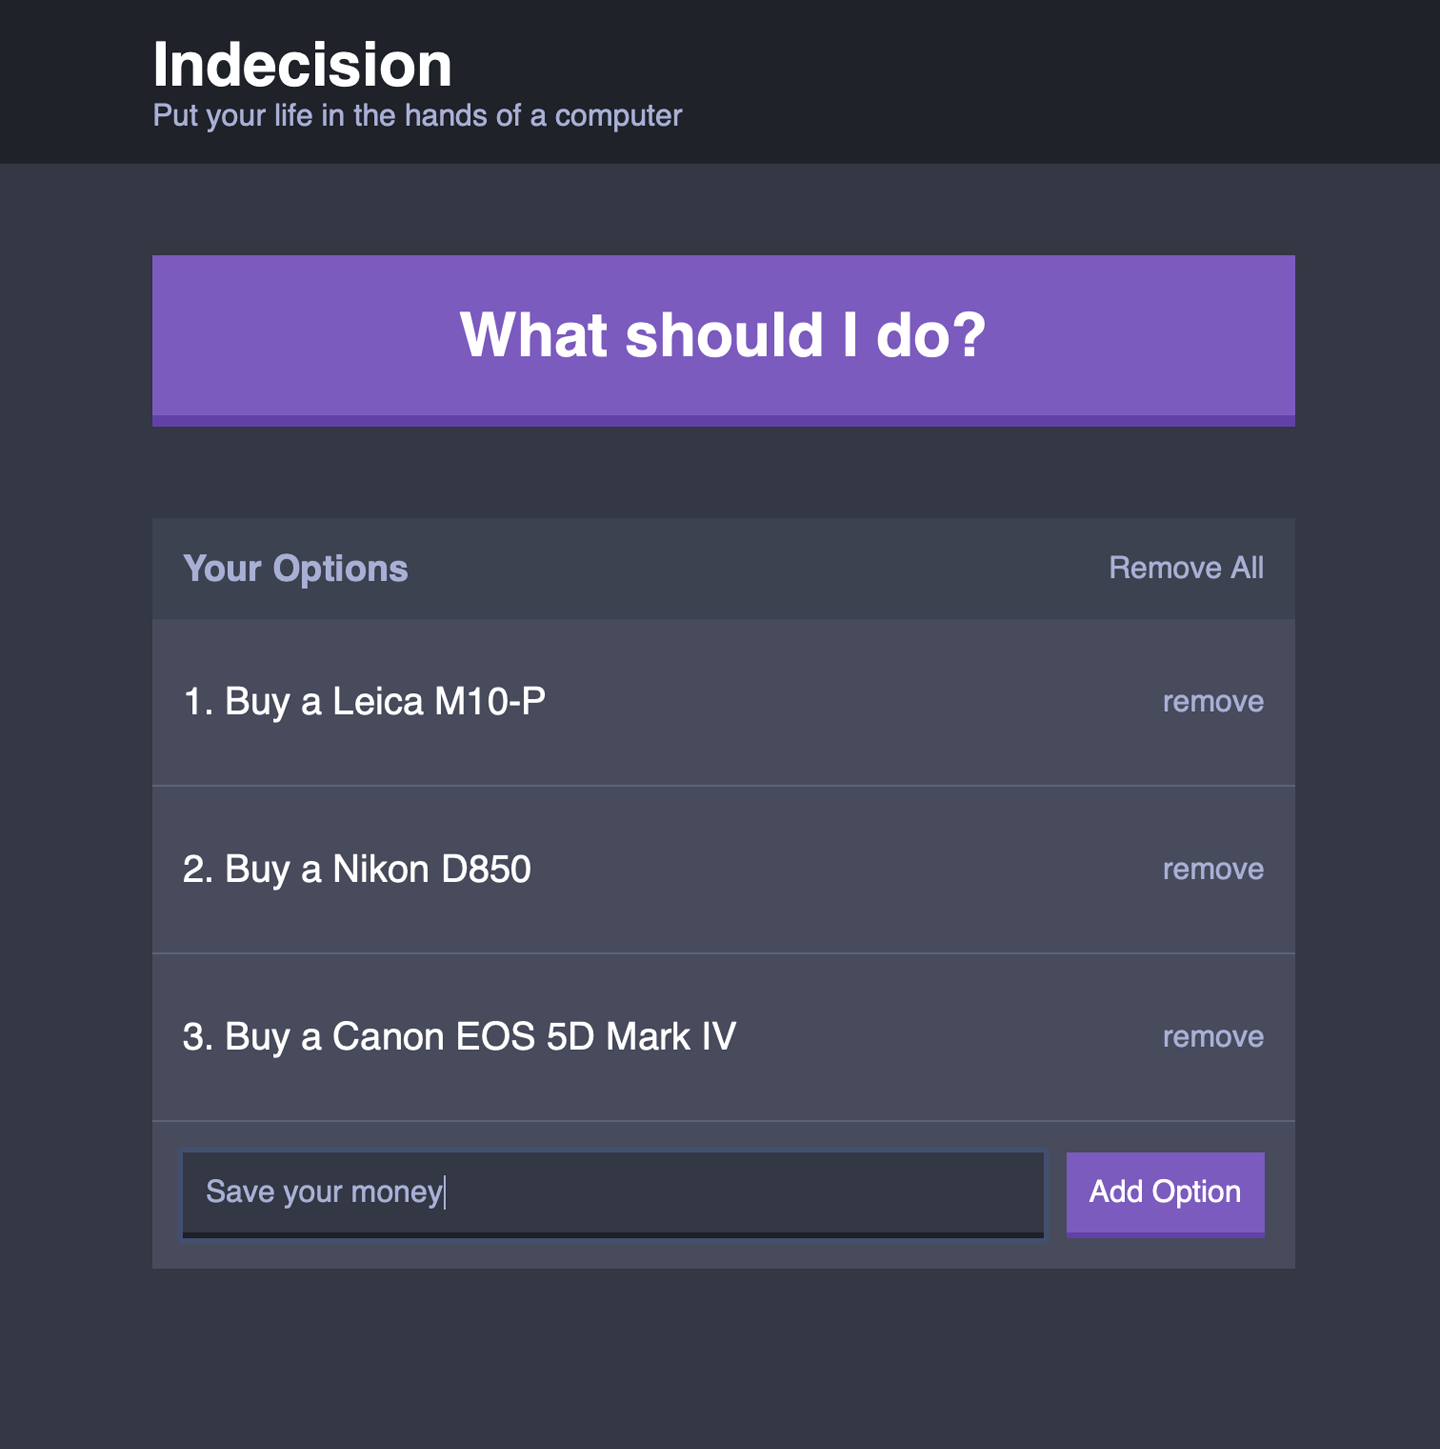 Indecision
Put your life in the hands of a computer
What should I do?
Your Options
Remove All
1. Buy a Leica M10-P
remove
2. Buy a Nikon D850
remove
3. Buy a Canon EOS 5D Mark IV
remove
Save your money
Add Option